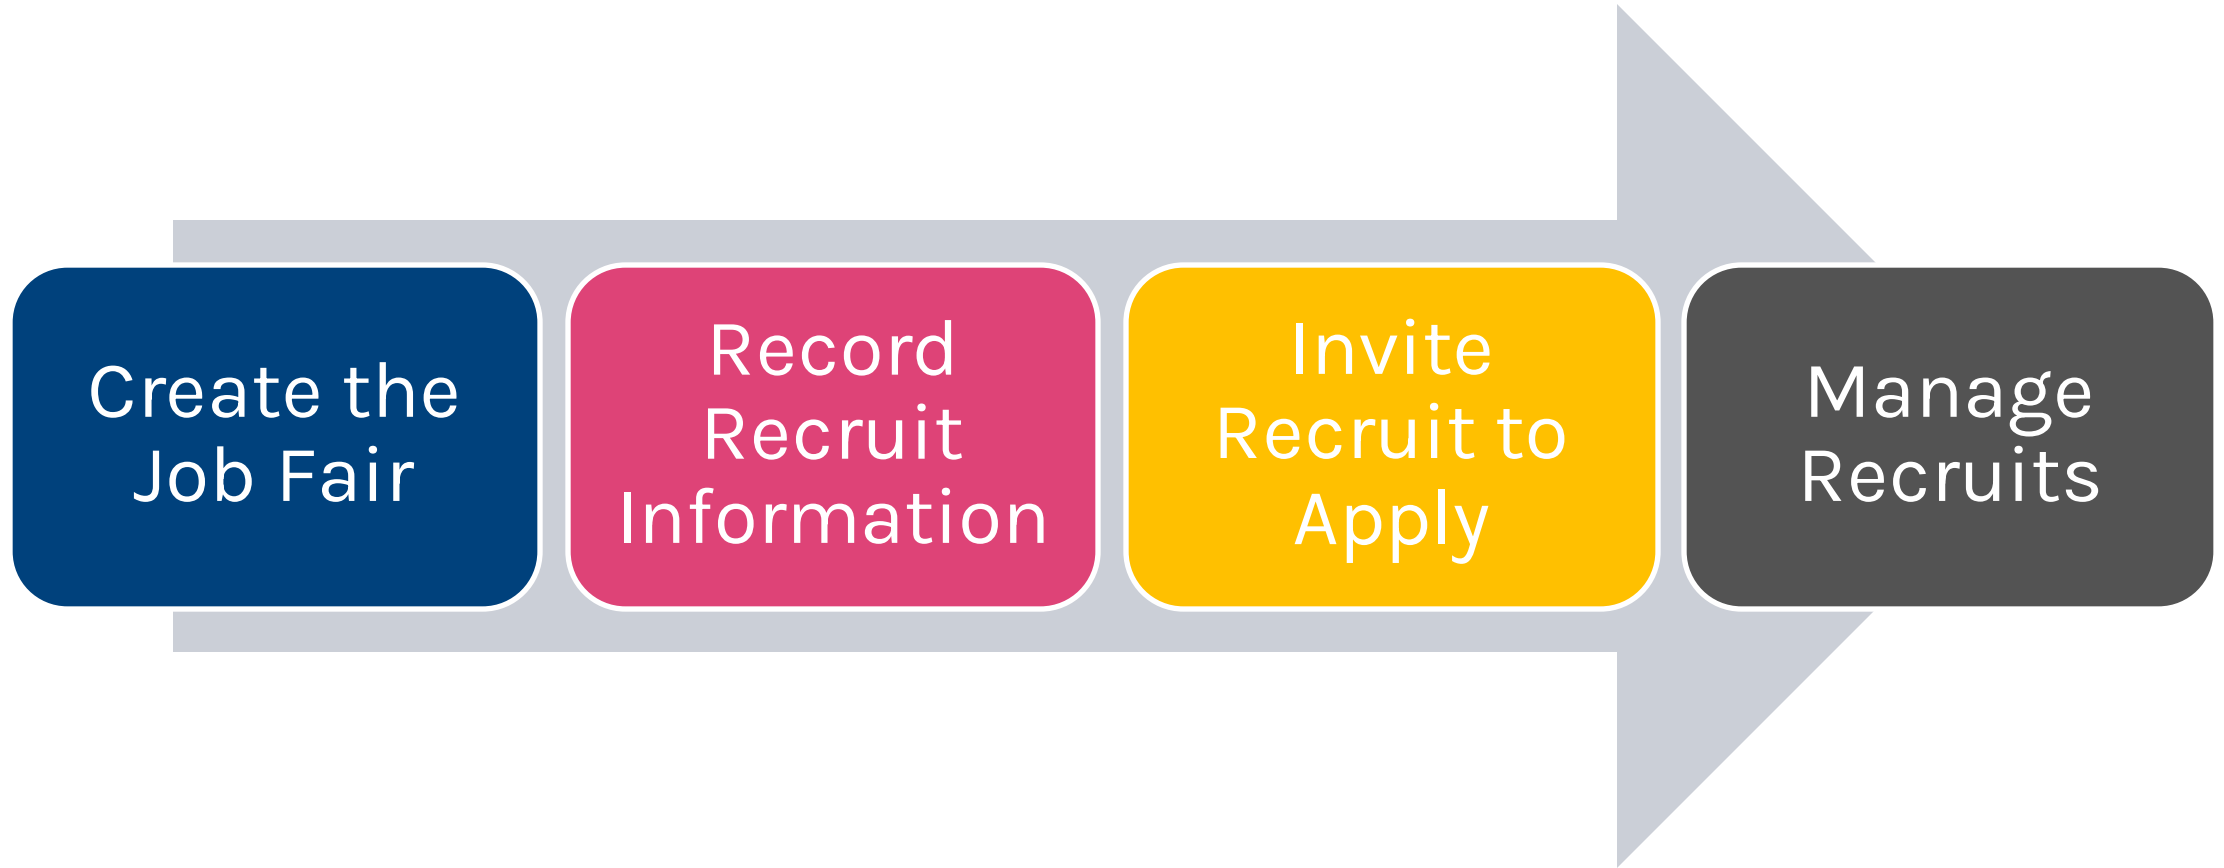 Create the
Job Fair
Record
Recruit
Information
Invite
Recruit to
Apply
Manage
Recruits